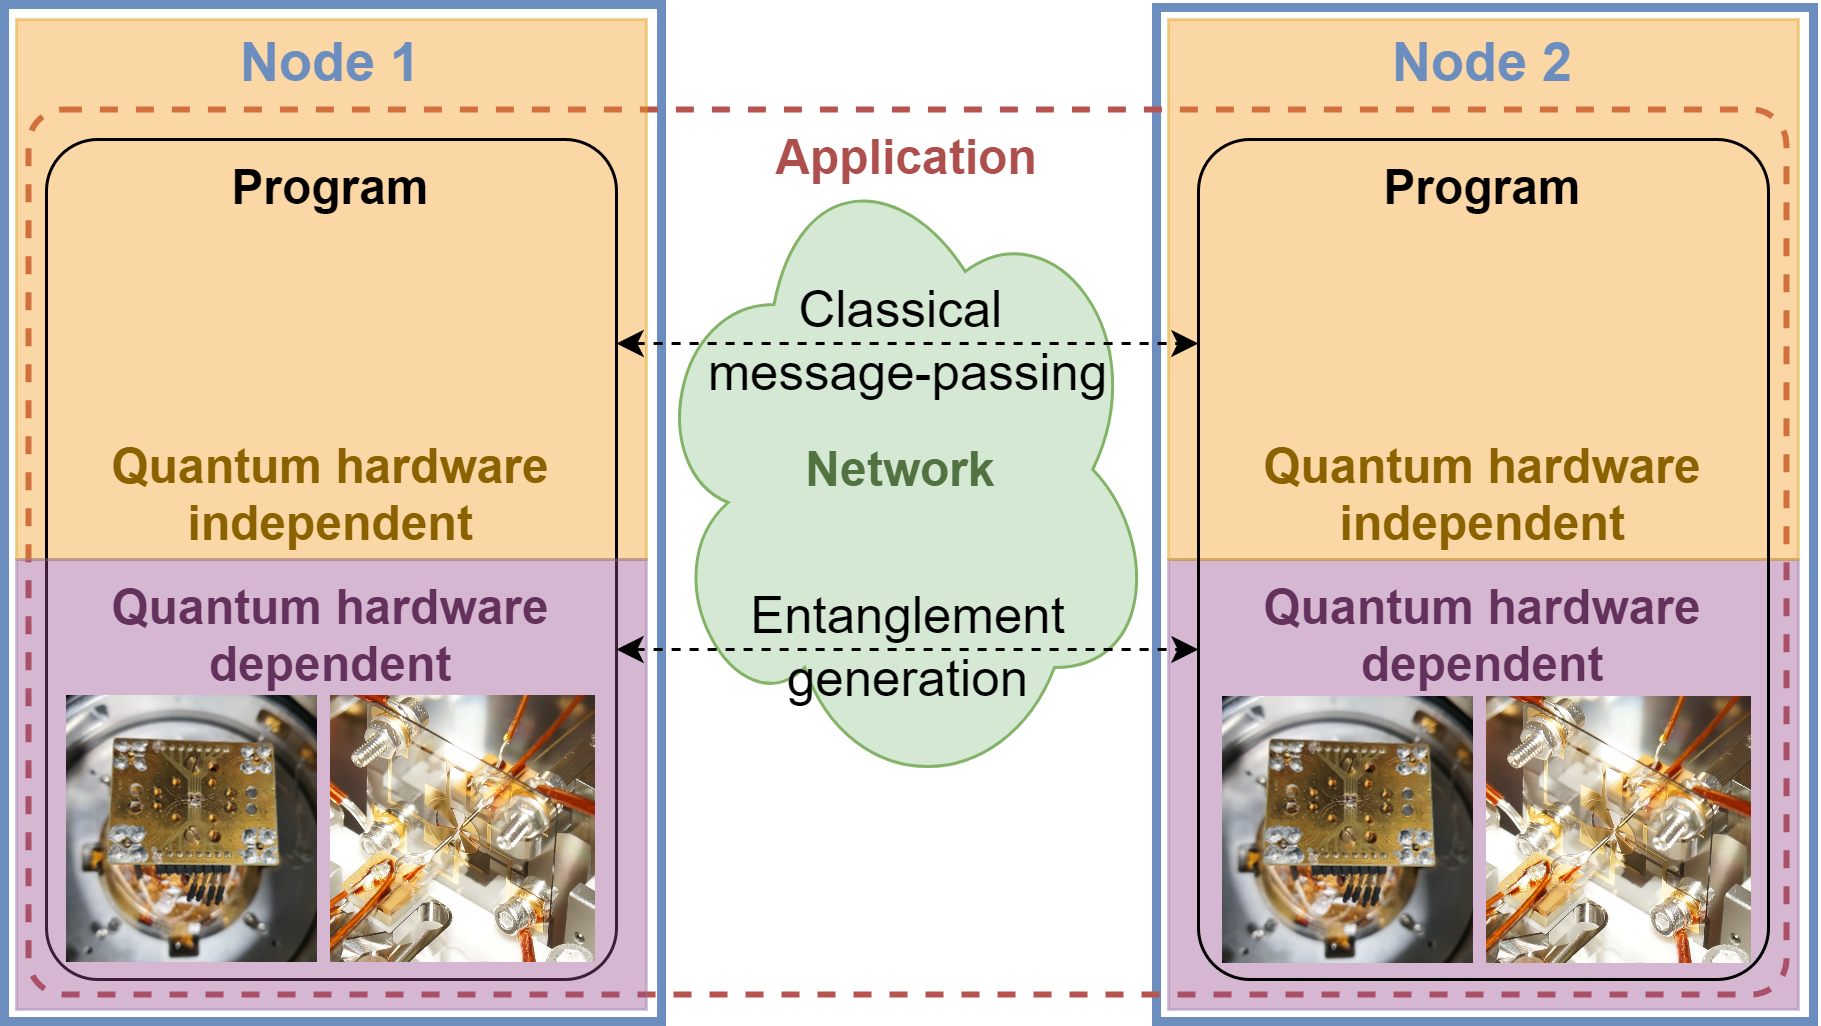 Node 1
Program
Quantum hardware
independent
Quantum hardware
dependent
Application
Classical
message-passing
Network
Entanglement
generation
Node 2
Program
Quantum hardware
independent
Quantum hardware
dependent